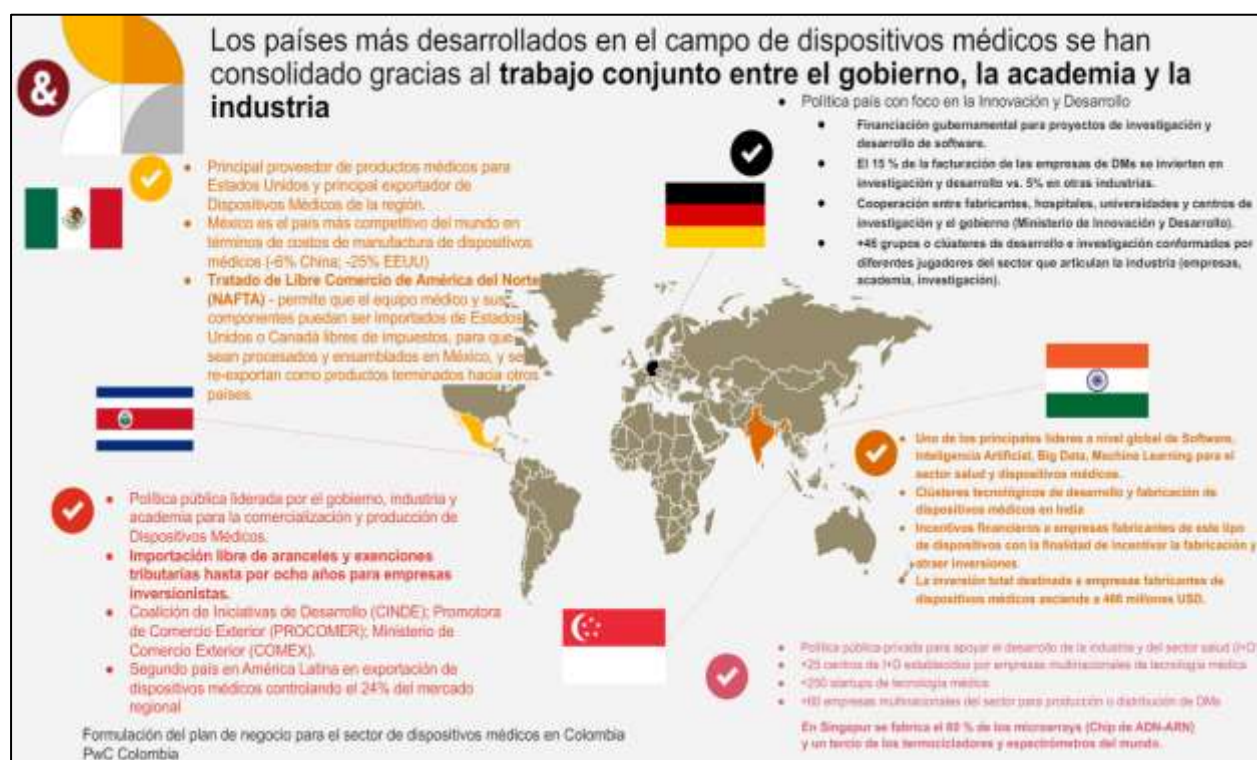 &
Los países más desarrollados en el campo de dispositivos médicos se han
consolidado gracias al trabajo conjunto entre el gobierno, la academia y la
industria
● Política país con foco en la Innovación y Desarrollo
● Financiación gubernamental para proyectos de investigación y
desarrollo de software.
● El 15 % de la facturación de las empresas de DMs se invierten en
investigación y desarrollo vs. 5% en otras industrias.
● Cooperación entre fabricantes, hospitales, universidades y centros de
investigación y el gobierno (Ministerio de Innovación y Desarrollo).
● +45 grupos o clústeres de desarrollo e investigación conformados por
diferentes jugadores del sector que articulan la industria (empresas,
academia, investigación).
● Principal proveedor de productos médicos para
Estados Unidos y principal exportador de
Dispositivos Médicos de la región.
● México es el país más competitivo del mundo en
términos de costos de manufactura de dispositivos
médicos (-6% China; -25% EEUU)
● Tratado de Libre Comercio de América del Norte
(NAFTA) - permite que el equipo médico y sus
componentes puedan ser importados de Estados
Unidos o Canadá libres de impuestos, para que
sean procesados y ensamblados en México, y se
re-exportan como productos terminados hacia otros
países.
● Uno de los principales líderes a nivel global de Software,
Inteligencia Artificial, Big Data, Machine Learning para el
sector salud y dispositivos médicos.
● Clústeres tecnológicos de desarrollo y fabricación de
dispositivos médicos en India
● Incentivos financieros a empresas fabricantes de este tipo
de dispositivos con la finalidad de incentivar la fabricación y
atraer inversiones
● La inversión total destinada a empresas fabricantes de
dispositivos médicos asciende a millones USD.
● Política pública liderada por el gobierno, industria y
academia para la comercialización y producción de
Dispositivos Médicos.
● Importación libre de aranceles y exenciones
tributarias hasta por ocho años para empresas
inversionistas.
● Coalición de Iniciativas de Desarrollo (CINDE); Promotora
de Comercio Exterior (PROCOMER); Ministerio de
Comercio Exterior (COMEX).
● Segundo país en América Latina en exportación de
dispositivos médicos controlando el 24% del mercado
regional
● Política pública-privada para apoyar el desarrollo de la industria y del sector salud (I+D
● +25 centros de I+D establecidos por empresas multinacionales de tecnología médica
● +250 startups de tecnología médica
● +60 empresas multinacionales del sector para producción o distribución de DMs
En Singapur se fabrica el % de los microarrays (Chip de ADN-ARN)
y un tercio de los termocicladores y espectrómetros del mundo.
Formulación del plan de negocio para el sector de dispositivos médicos en Colombia
PwC Colombia